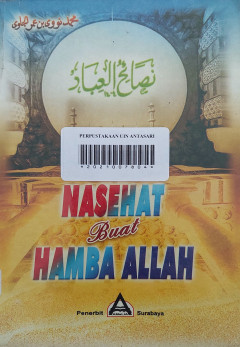 محمد نووي بن عمر الجاوي
نصائح العباد
PERPUSTAKAAN UIN ANTASARI
NASEHAT
Buat
HAMBA ALLAH
Penerbit
Surabaya